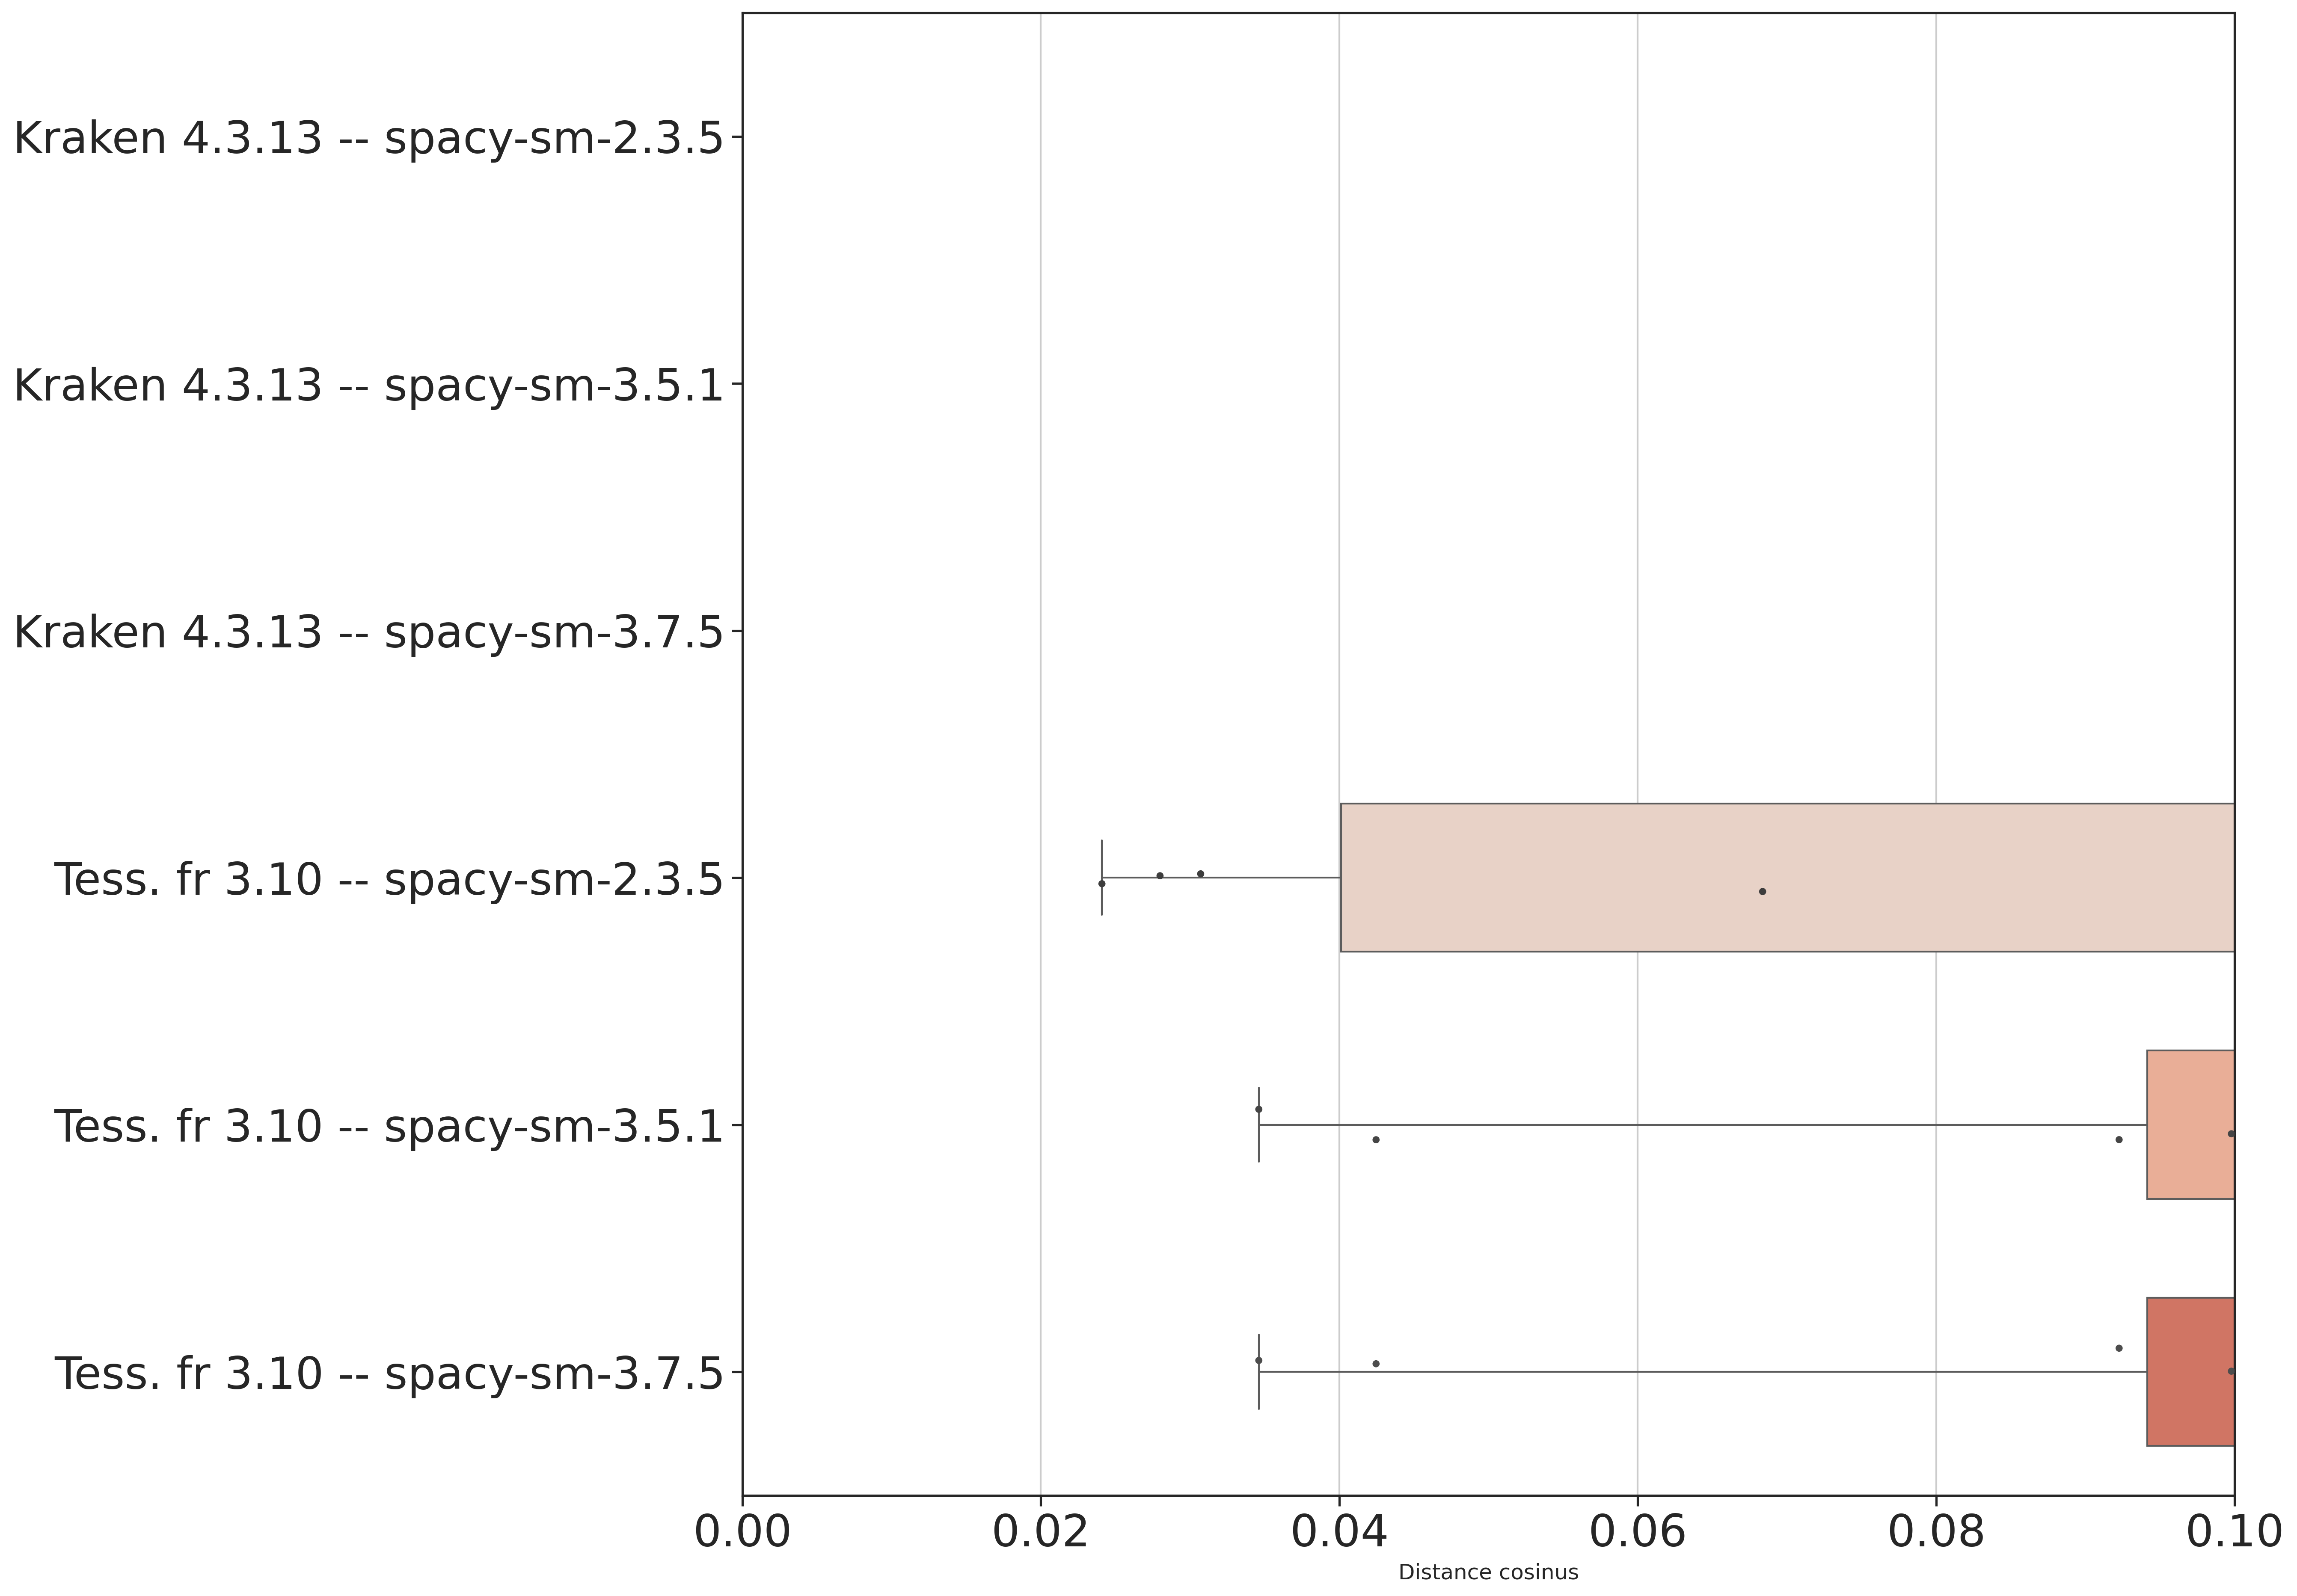 Kraken 4.3.13 -- spacy-sm-2.3.5
Kraken 4.3.13 -- spacy-sm-3.5.1
Kraken 4.3.13 -- spacy-sm-3.7.5
Tess. fr 3.10 -- spacy-sm-2.3.5
Tess. fr 3.10 -- spacy-sm-3.5.1
Tess. fr 3.10 -- spacy-sm-3.7.5
0.00 0.02 0.04 0.06 0.08 0.10
Distance cosinus